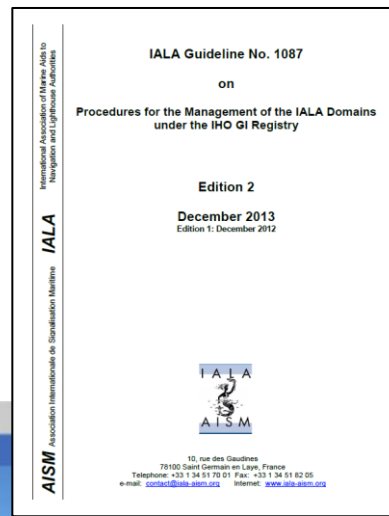 International Association of Marine Aids to
Navigation and Lighthouse Authorities
IALA
AISM Association Internationale de Signalisation Maritime
IALA Guideline No. 1087
on
Procedures for the Management of the IALA Domains
under the IHO GI Registry
Edition 2
December 2013
Edition 1: December 2012
IALA
AISM
10, rue des Gaudines
78100 Saint Germain en Laye, France
Telephone: +33 1 34 51 70 01 Fax: +33 1 34 51 82 05
e-mail: contact@iala-aism.org Internet: www.iala-aism.org